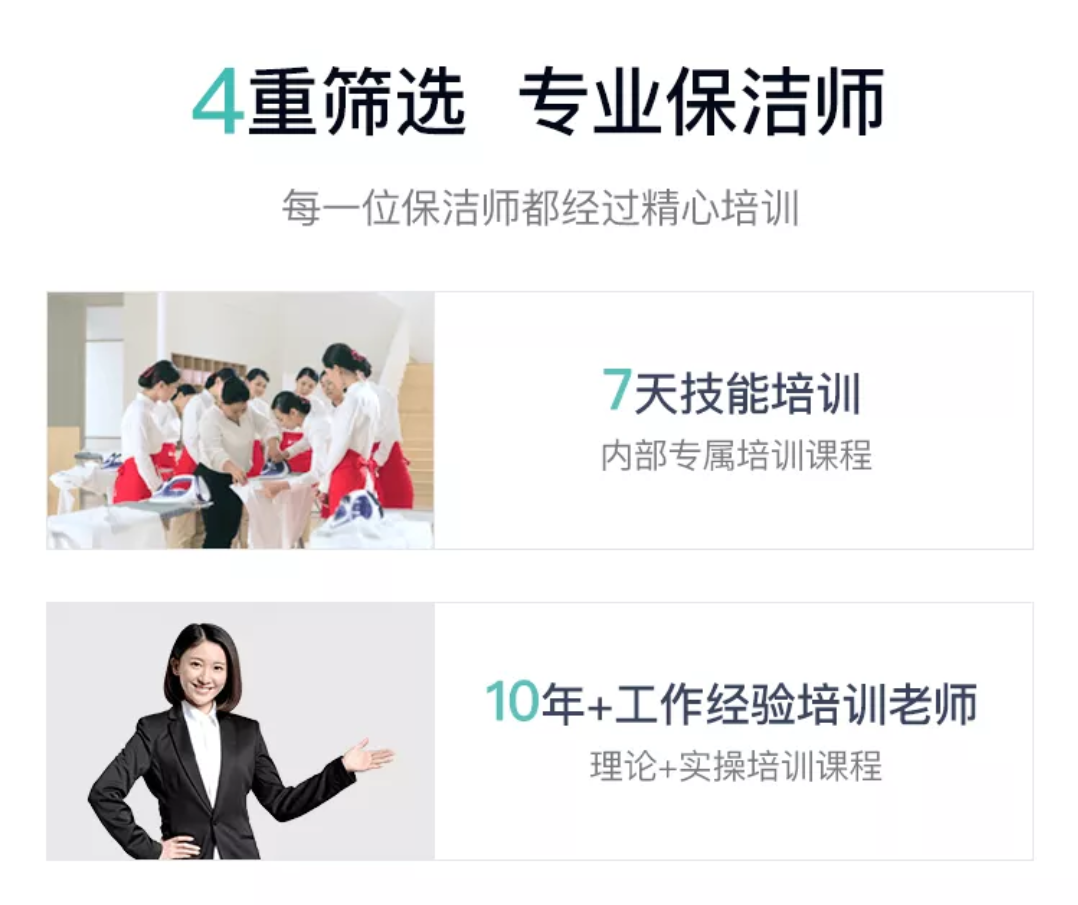 4重筛选 专业保洁师
每一位保洁师都经过精心培训
7天技能培训
内部专属培训课程
10年+工作经验培训老师
理论+实操培训课程